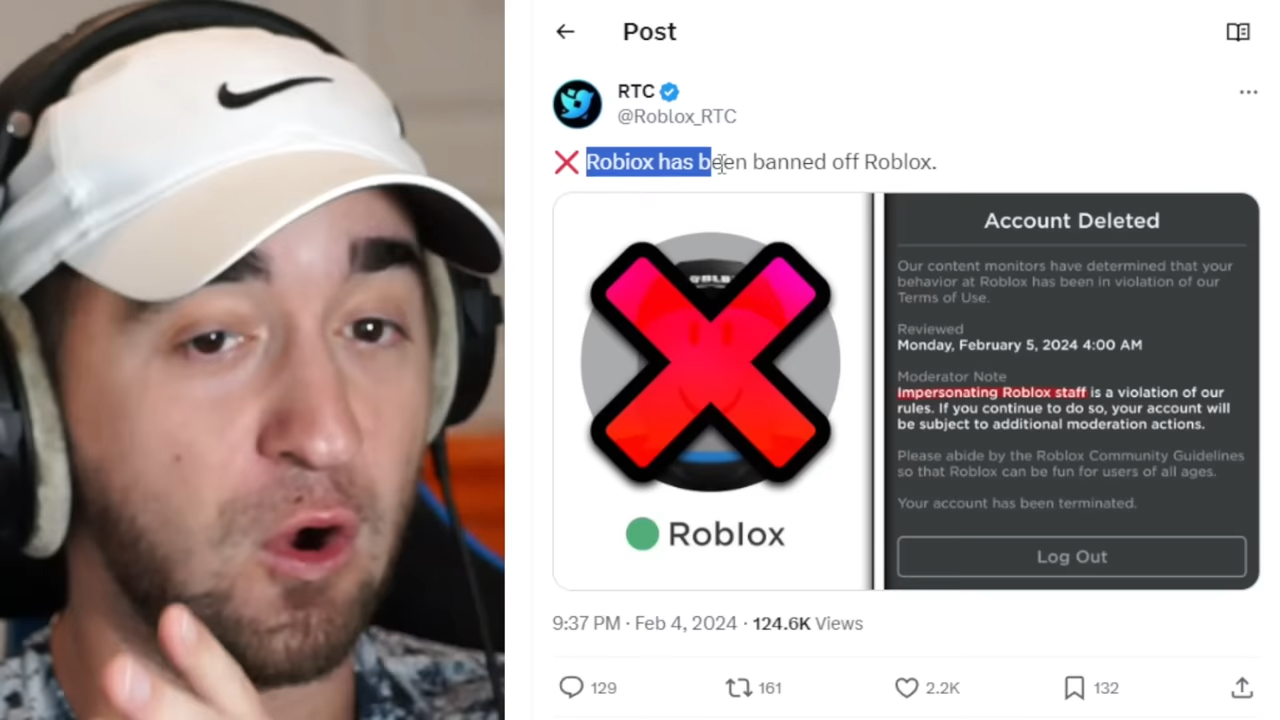 Post
RTC
@Roblox_RTC
❌ Robiox has been banned off Roblox.
Roblox
Account Deleted
Our content monitors have determined that your
behavior at Roblox has been in violation of our
Terms of Use.
Reviewed
Monday, February 5, 2024 4:00 AM
Moderator Note
Impersonating Roblox staff is a violation of our
rules. If you continue to do so, your account will
be subject to additional moderation actions.
Please abide by the Roblox Community Guidelines
so that Roblox can be fun for users of all ages.
Your account has been terminated.
Log Out
9:37 PM · Feb 4, 2024 · 124.6K Views
129 161 2.2K 132